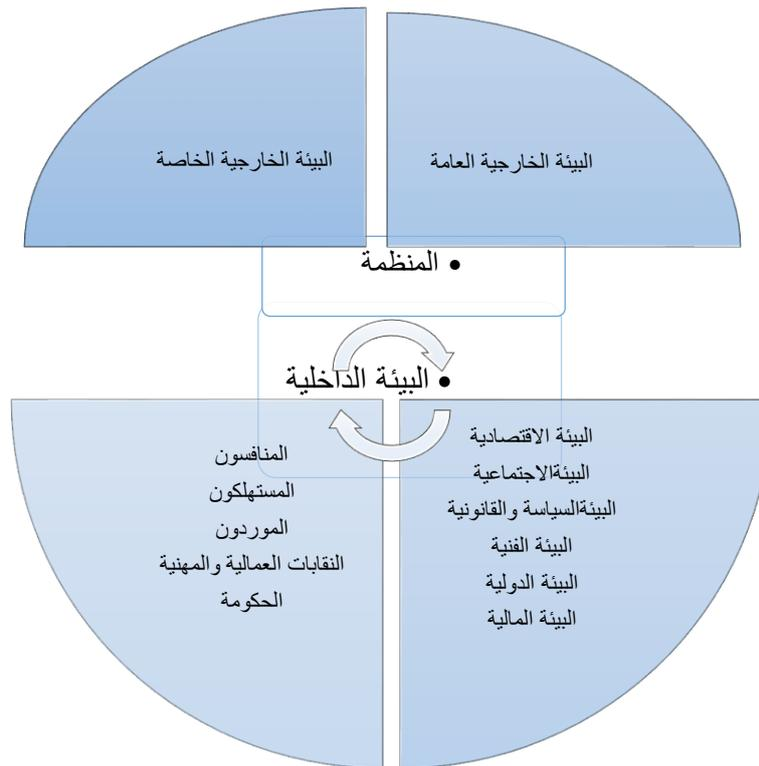 البيئة الخارجية العامة
البيئة الخارجية الخاصة
• المنظمة
• البيئة الداخلية
البيئة الاقتصادية
البيئةالاجتماعية
البيئةالسياسة والقانونية
البيئة الفنية
البيئة الدولية
البيئة المالية
المنافسون
المستهلكون
الموردون
النقابات العمالية والمهنية
الحكومة